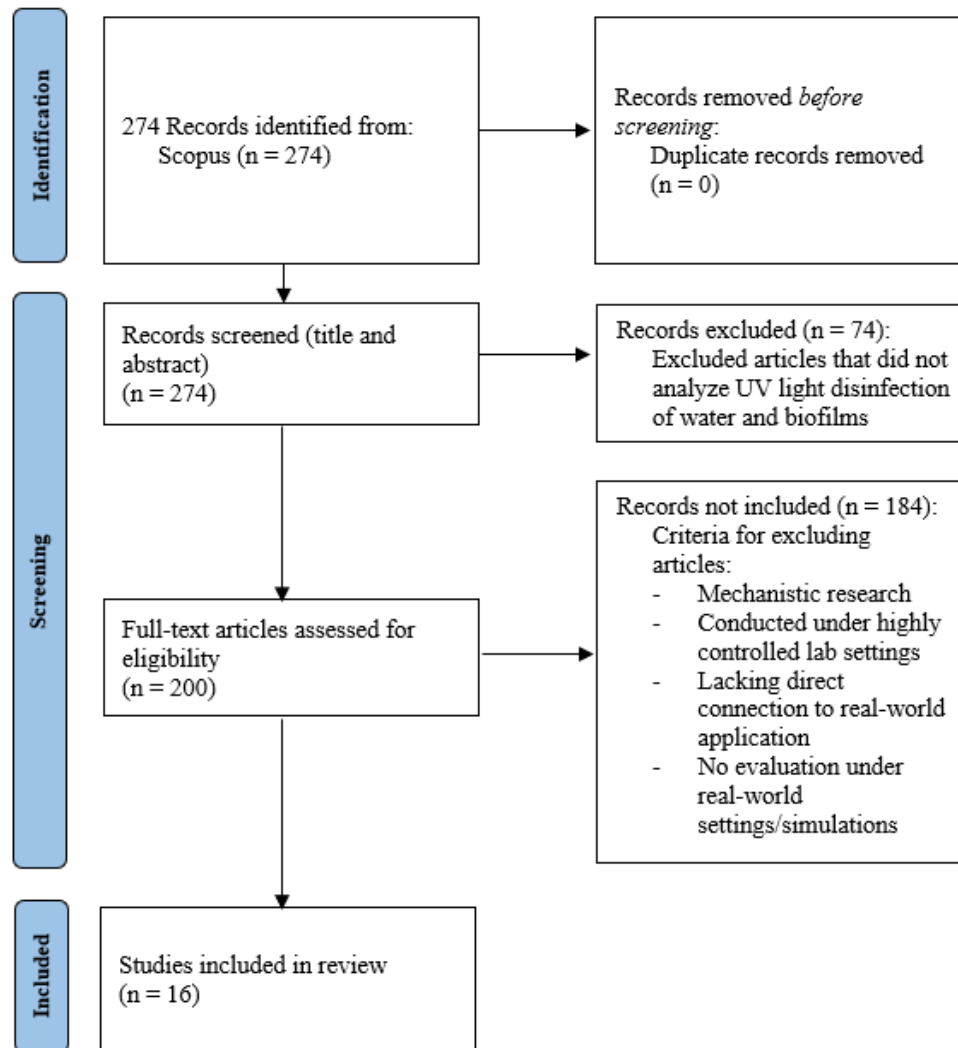 Identification
274 Records identified from:
Scopus (n = 274)
Records removed before
screening:
Duplicate records removed
(n = 0)
Screening
Records screened (title and
abstract)
(n = 274)
Records excluded (n = 74):
Excluded articles that did not
analyze UV light disinfection
of water and biofilms
Full-text articles assessed for
eligibility
(n = 200)
Records not included (n = 184):
Criteria for excluding
articles:
- Mechanistic research
- Conducted under highly
controlled lab settings
- Lacking direct
connection to real-world
application
- No evaluation under
real-world
settings/simulations
Included
Studies included in review
(n = 16)